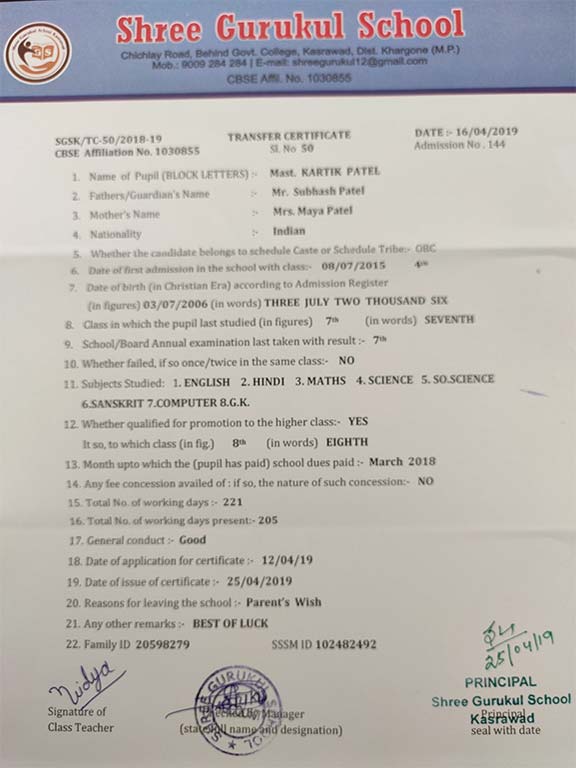 Shree Gurukul School
Chichlay Road, Behind Govt. College, Kasrawad, Dist. Khargone (M.P.)
Mob.: 9009 284 284 | E-mail: shreegurukul12@gmail.com
CBSE Affil. No. 1030855
SGSK/TC-50/2018-19 TRANSFER CERTIFICATE DATE :- 16/04/2019
CBSE Affiliation No. 1030855 Sl. No 50 Admission No . 144
1. Name of Pupil (BLOCK LETTERS) :- Mast. KARTIK PATEL
2. Fathers/Guardian's Name :- Mr. Subhash Patel
3. Mother's Name :- Mrs. Maya Patel
4. Nationality :- Indian
5. Whether the candidate belongs to schedule Caste or Schedule Tribe:- OBC
6. Date of first admission in the school with class:- 08/07/2015 4th
7. Date of birth (in Christian Era) according to Admission Register
(in figures) 03/07/2006 (in words) THREE JULY TWO THOUSAND SIX
8. Class in which the pupil last studied (in figures) 7th (in words) SEVENTH
9. School/Board Annual examination last taken with result :- 7th
10. Whether failed, if so once/twice in the same class:- NO
11. Subjects Studied: 1. ENGLISH 2. HINDI 3. MATHS 4. SCIENCE 5. SO.SCIENCE
6.SANSKRIT 7.COMPUTER 8.G.K.
12. Whether qualified for promotion to the higher class:- YES
It so, to which class (in fig.) 8th (in words) EIGHTH
13. Month upto which the (pupil has paid) school dues paid :- March 2018
14. Any fee concession availed of : if so, the nature of such concession:- NO
15. Total No. of working days :- 221
16. Total No. of working days present:- 205
17. General conduct :- Good
18. Date of application for certificate :- 12/04/19
19. Date of issue of certificate :- 25/04/2019
20. Reasons for leaving the school :- Parent's Wish
21. Any other remarks :- BEST OF LUCK
22. Family ID 20598279 SSSM ID 102482492
25/04/19
Vidya
PRINCIPAL
Shree Gurukul School
Kasrawad
Signature of Manager Principal
Class Teacher (state full name and designation) seal with date
SHREE GURUKUL SCHOOL